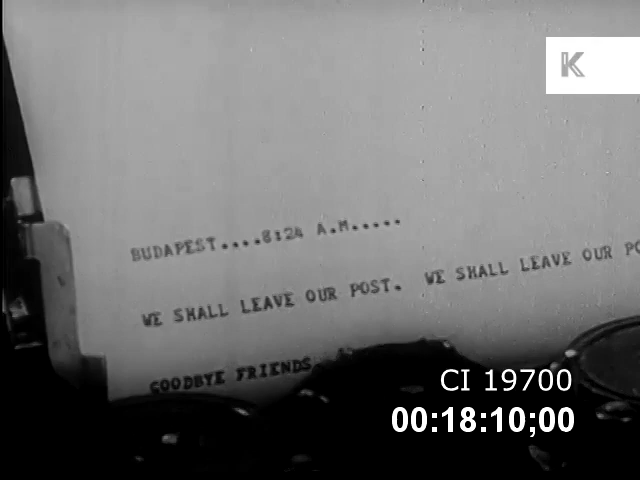 K
BUDAPEST....8:24 A.M.....
WE SHALL LEAVE OUR POST. WE SHALL LEAVE OUR PO
GOODBYE FRIENDS
CI 19700
00:18:10;00